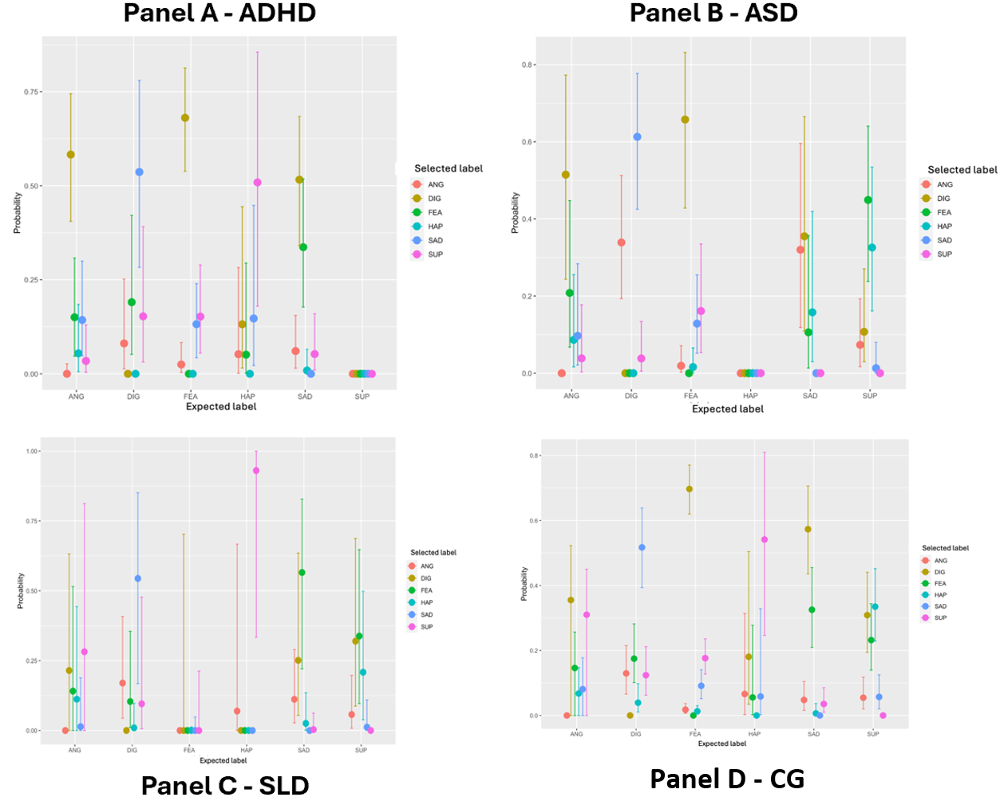 Panel A - ADHD
Probability
0.75
0.50
0.25
0.00
ANG DIG FEA HAP SAD SUP
Expected label
Selected label
ANG
DIG
FEA
HAP
SAD
SUP
Panel B - ASD
Probability
0.8
0.6
0.4
0.2
0.0
ANG DIG FEA HAP SAD SUP
Expected label
Selected label
ANG
DIG
FEA
HAP
SAD
SUP
Probability
1.00
0.75
0.50
0.25
0.00
ANG DIG FEA HAP SAD SUP
Expected label
Selected label
ANG
DIG
FEA
HAP
SAD
SUP
Panel C - SLD
Probability
0.8
0.6
0.4
0.2
0.0
ANG DIG FEA HAP SAD SUP
Expected label
Selected label
ANG
DIG
FEA
HAP
SAD
SUP
Panel D - CG